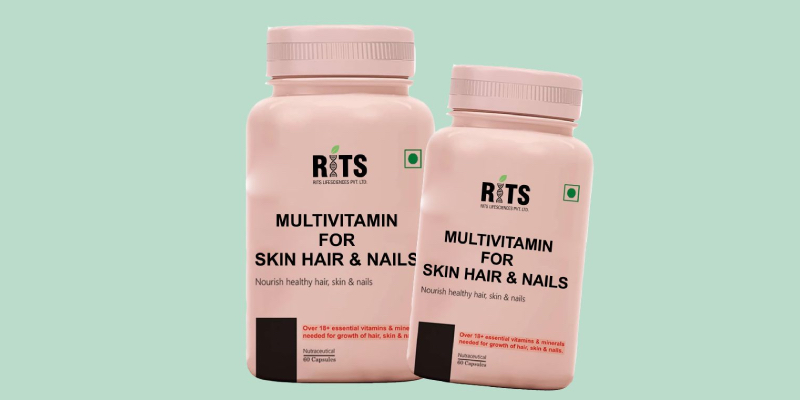 RITS
RITS LIFESCIENCES PVT. LTD.
MULTIVITAMIN
FOR
SKIN HAIR & NAILS
Nourish healthy hair, skin & nails
Over 18+ essential vitamins &
needed for growth of hair, skin &
Nutraceutical
60 Capsules
RITS
RITS LIFESCIENCES PVT. LTD.
MULTIVITAMIN
FOR
SKIN HAIR & NAILS
Nourish healthy hair, skin & nails
Over 18+ essential vitamins & minerals
needed for growth of hair, skin & nails.
Nutraceutical
60 Capsules